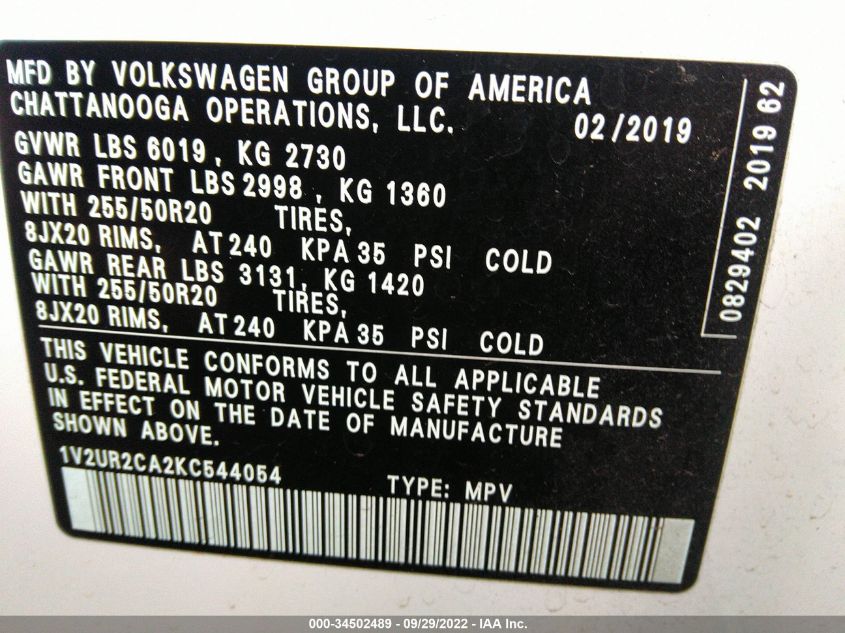 MFD BY VOLKSWAGEN GROUP OF AMERICA
CHATTANOOGA OPERATIONS, LLC. 02/2019
GVWR LBS 6019, KG 2730
GAWR FRONT LBS 2998, KG 1360
WITH 255/50R20 TIRES,
8JX20 RIMS, AT 240 KPA 35 PSI COLD
GAWR REAR LBS 3131, KG 1420
WITH 255/50R20 TIRES,
8JX20 RIMS, AT 240 KPA 35 PSI COLD
THIS VEHICLE CONFORMS TO ALL APPLICABLE
U.S. FEDERAL MOTOR VEHICLE SAFETY STANDARDS
IN EFFECT ON THE DATE OF MANUFACTURE
SHOWN ABOVE.
1V2UR2CA2KC544054 TYPE: MPV
0829402 2019 62
000-34502489 - 09/29/2022 - IAA Inc.